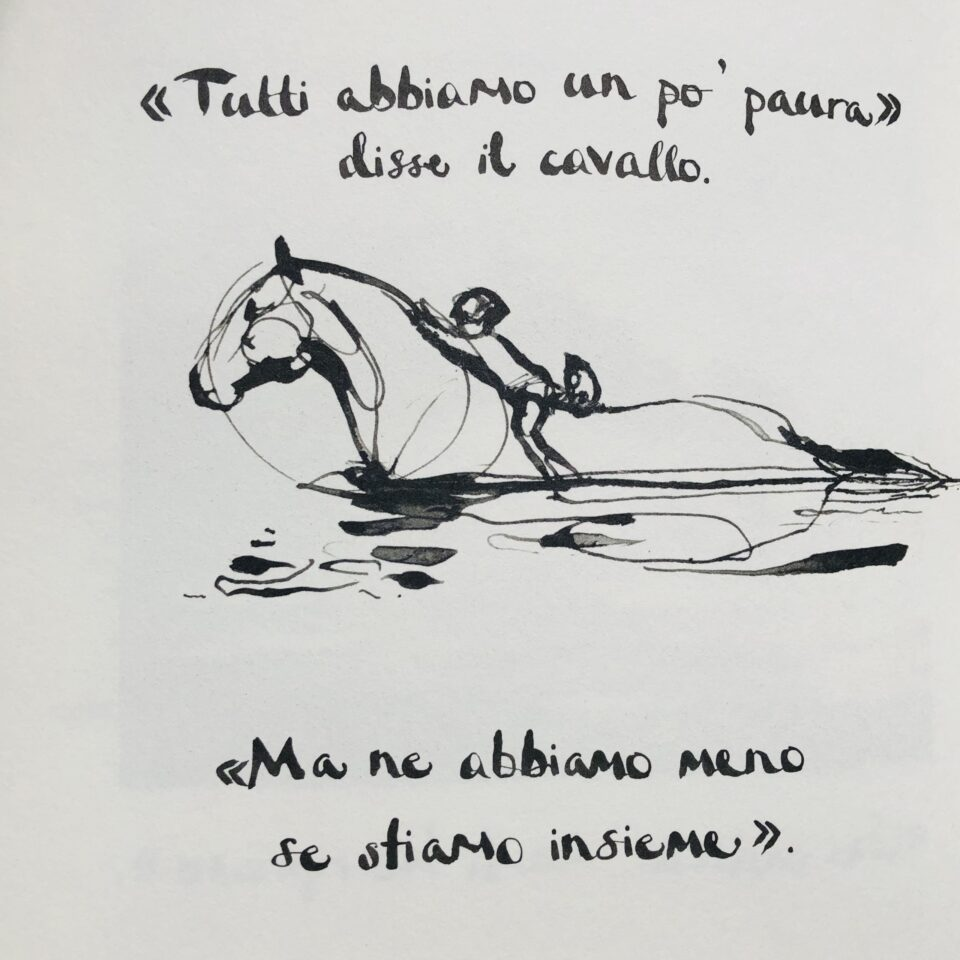 «Tutti abbiamo un po' paura»
disse il cavallo.
«Ma ne abbiamo meno
se stiamo insieme».